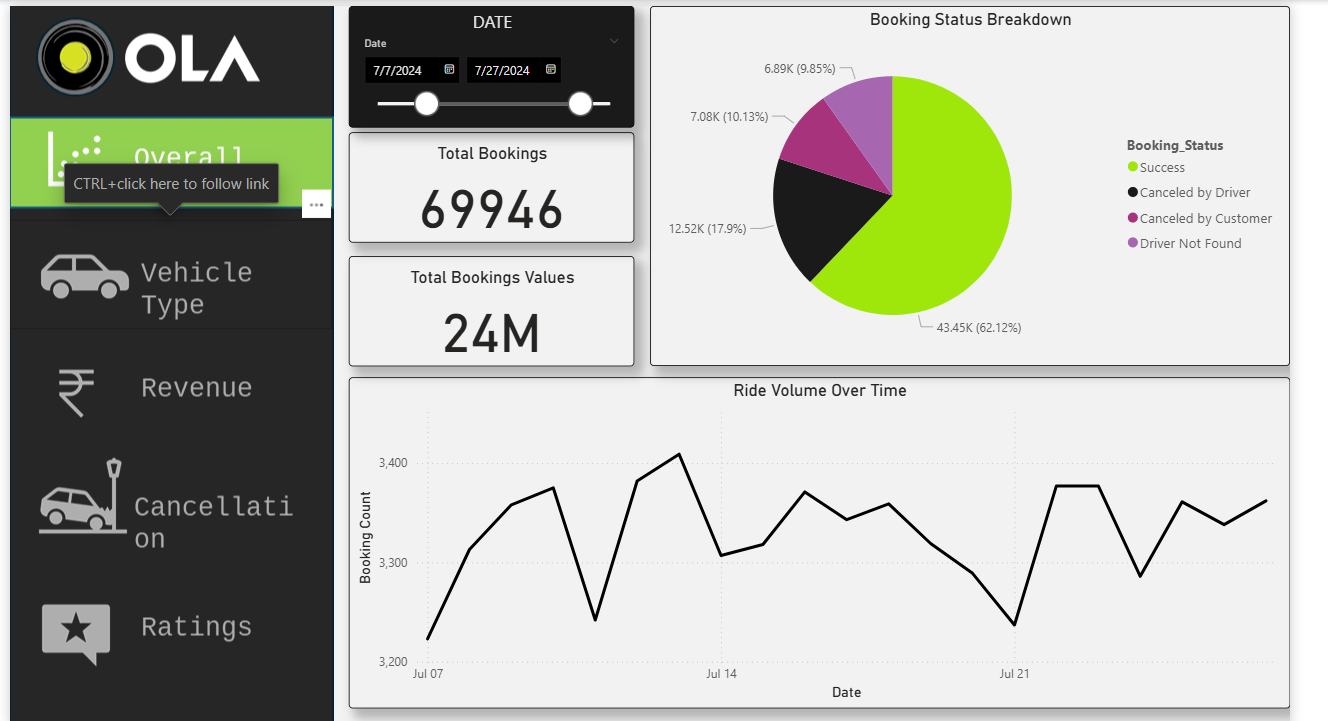 OLA
Overall
CTRL+click here to follow link
Vehicle
Type
Revenue
Cancellati
on
Ratings
DATE
Date
7/7/2024
7/27/2024
Total Bookings
69946
Total Bookings Values
24M
Booking Status Breakdown
6.89K (9.85%)
7.08K (10.13%)
12.52K (17.9%)
43.45K (62.12%)
Booking_Status
Success
Canceled by Driver
Canceled by Customer
Driver Not Found
Ride Volume Over Time
Booking Count
3,400
3,300
3,200
Jul 07
Jul 14
Jul 21
Date